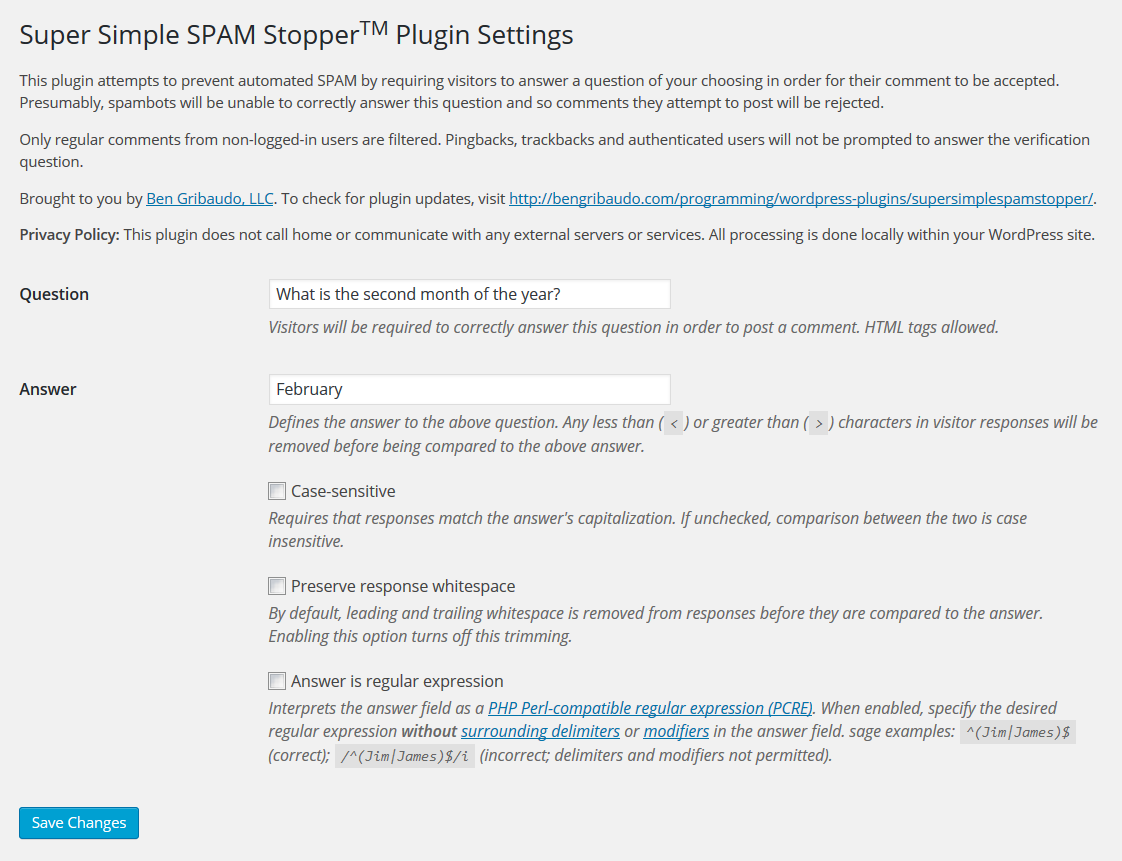 Super Simple SPAM Stopper™ Plugin Settings
This plugin attempts to prevent automated SPAM by requiring visitors to answer a question of your choosing in order for their comment to be accepted.
Presumably, spambots will be unable to correctly answer this question and so comments they attempt to post will be rejected.
Only regular comments from non-logged-in users are filtered. Pingbacks, trackbacks and authenticated users will not be prompted to answer the verification
question.
Brought to you by Ben Gribaudo, LLC. To check for plugin updates, visit http://bengribaudo.com/programming/wordpress-plugins/supersimplespamstopper/.
Privacy Policy: This plugin does not call home or communicate with any external servers or services. All processing is done locally within your WordPress site.
Question
What is the second month of the year?
Visitors will be required to correctly answer this question in order to post a comment. HTML tags allowed.
Answer
February
Defines the answer to the above question. Any less than ( < ) or greater than ( > ) characters in visitor responses will be
removed before being compared to the above answer.
Case-sensitive
Requires that responses match the answer's capitalization. If unchecked, comparison between the two is case
insensitive.
Preserve response whitespace
By default, leading and trailing whitespace is removed from responses before they are compared to the answer.
Enabling this option turns off this trimming.
Answer is regular expression
Interprets the answer field as a PHP Perl-compatible regular expression (PCRE). When enabled, specify the desired
regular expression without surrounding delimiters or modifiers in the answer field. sage examples: ^(Jim|James)$
(correct); /^(Jim|James)$/i (incorrect; delimiters and modifiers not permitted).
Save Changes